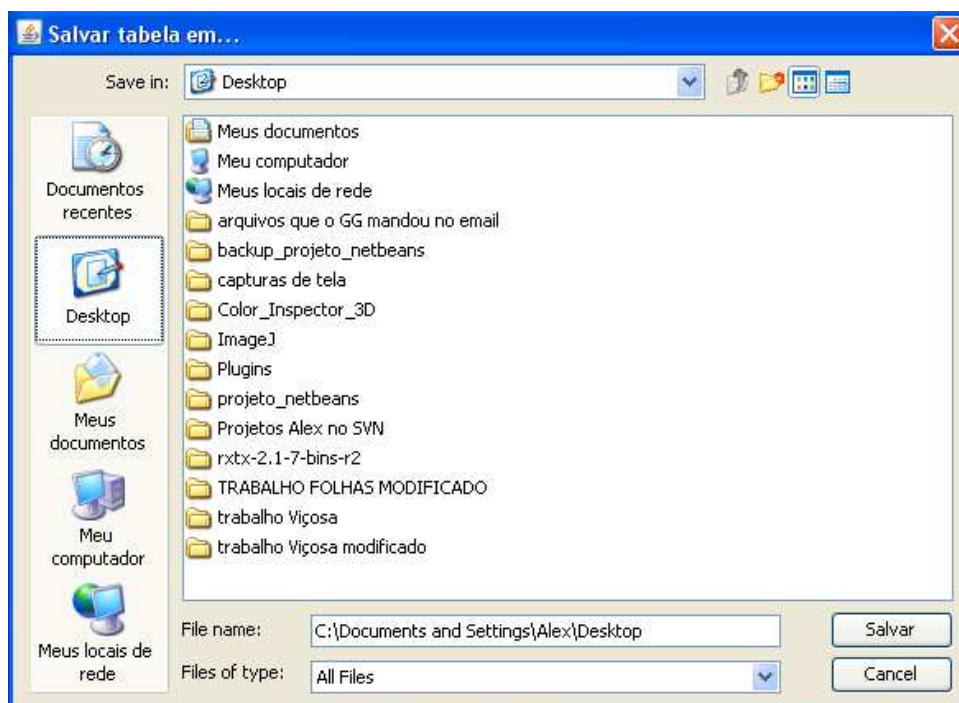 Salvar tabela em...
Save in:
Desktop
Documentos
recentes
Desktop
Meus
documentos
Meu
computador
Meus locais de
rede
Meus documentos
Meu computador
Meus locais de rede
arquivos que o GG mandou no email
backup_projeto_netbeans
capturas de tela
Color_Inspector_3D
ImageJ
Plugins
projeto_netbeans
Projetos Alex no SVN
rxtx-2.1-7-bins-r2
TRABALHO FOLHAS MODIFICADO
trabalho Viçosa
trabalho Viçosa modificado
File name:
C:\Documents and Settings\Alex\Desktop
Salvar
Files of type:
All Files
Cancel